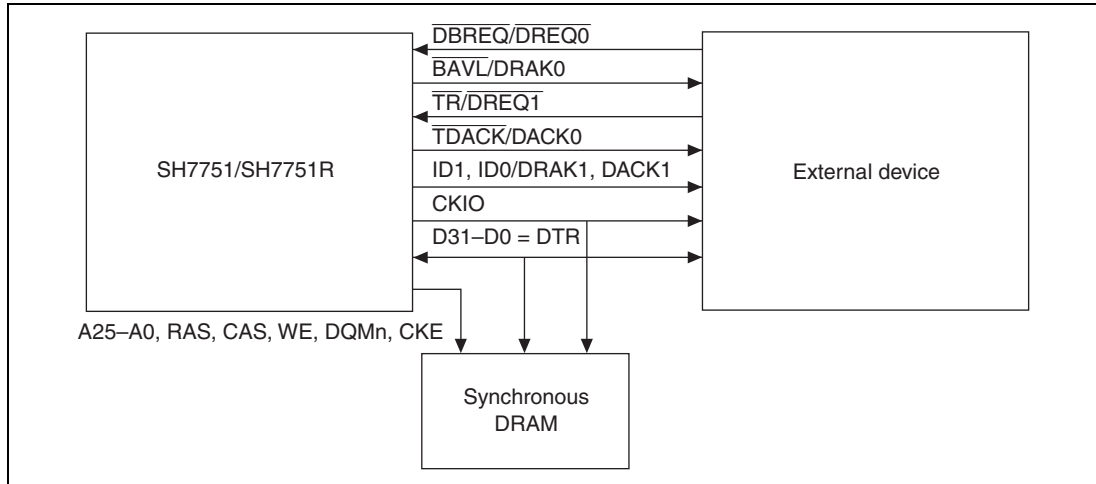 DBREQ/DREQ0
BAVL/DRAK0
TR/DREQ1
TDACK/DACK0
SH7751/SH7751R
ID1, ID0/DRAK1, DACK1
External device
CKIO
D31–D0 = DTR
A25–A0, RAS, CAS, WE, DQMn, CKE
Synchronous
DRAM